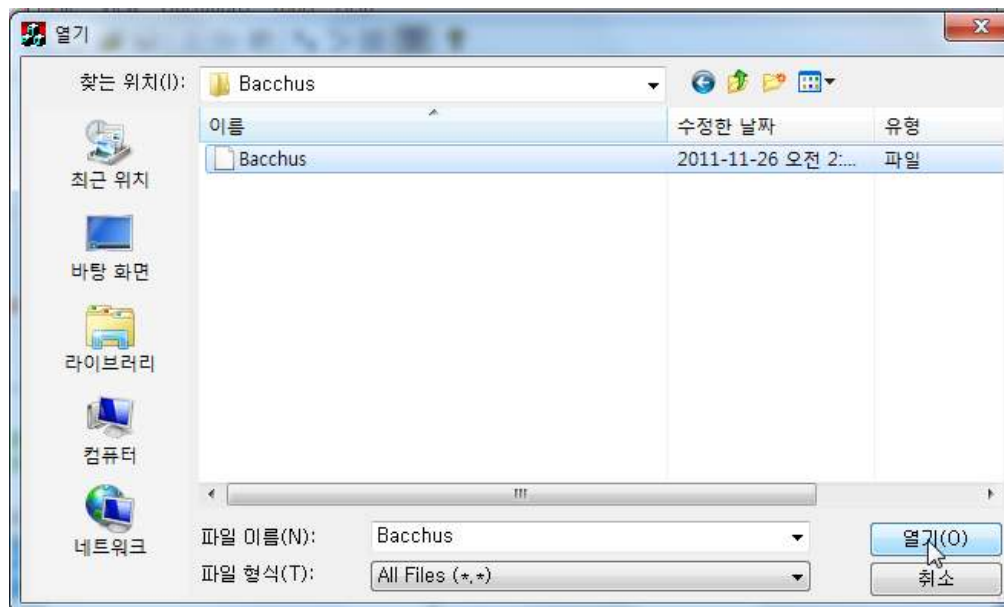 열기
찾는 위치(I): Bacchus
이름 수정한 날짜 유형
Bacchus 2011-11-26 오전 2:... 파일
최근 위치
바탕 화면
라이브러리
컴퓨터
네트워크
파일 이름(N): Bacchus 열기(O)
파일 형식(T): All Files (*,*) 취소